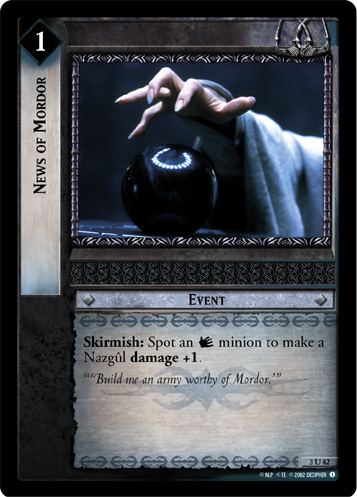 1
News of Mordor
Event
Skirmish: Spot an minion to make a
Nazgûl damage +1.
““Build me an army worthy of Mordor.’”
3 U 82
© NLP © TE © 2002 DECIPHER